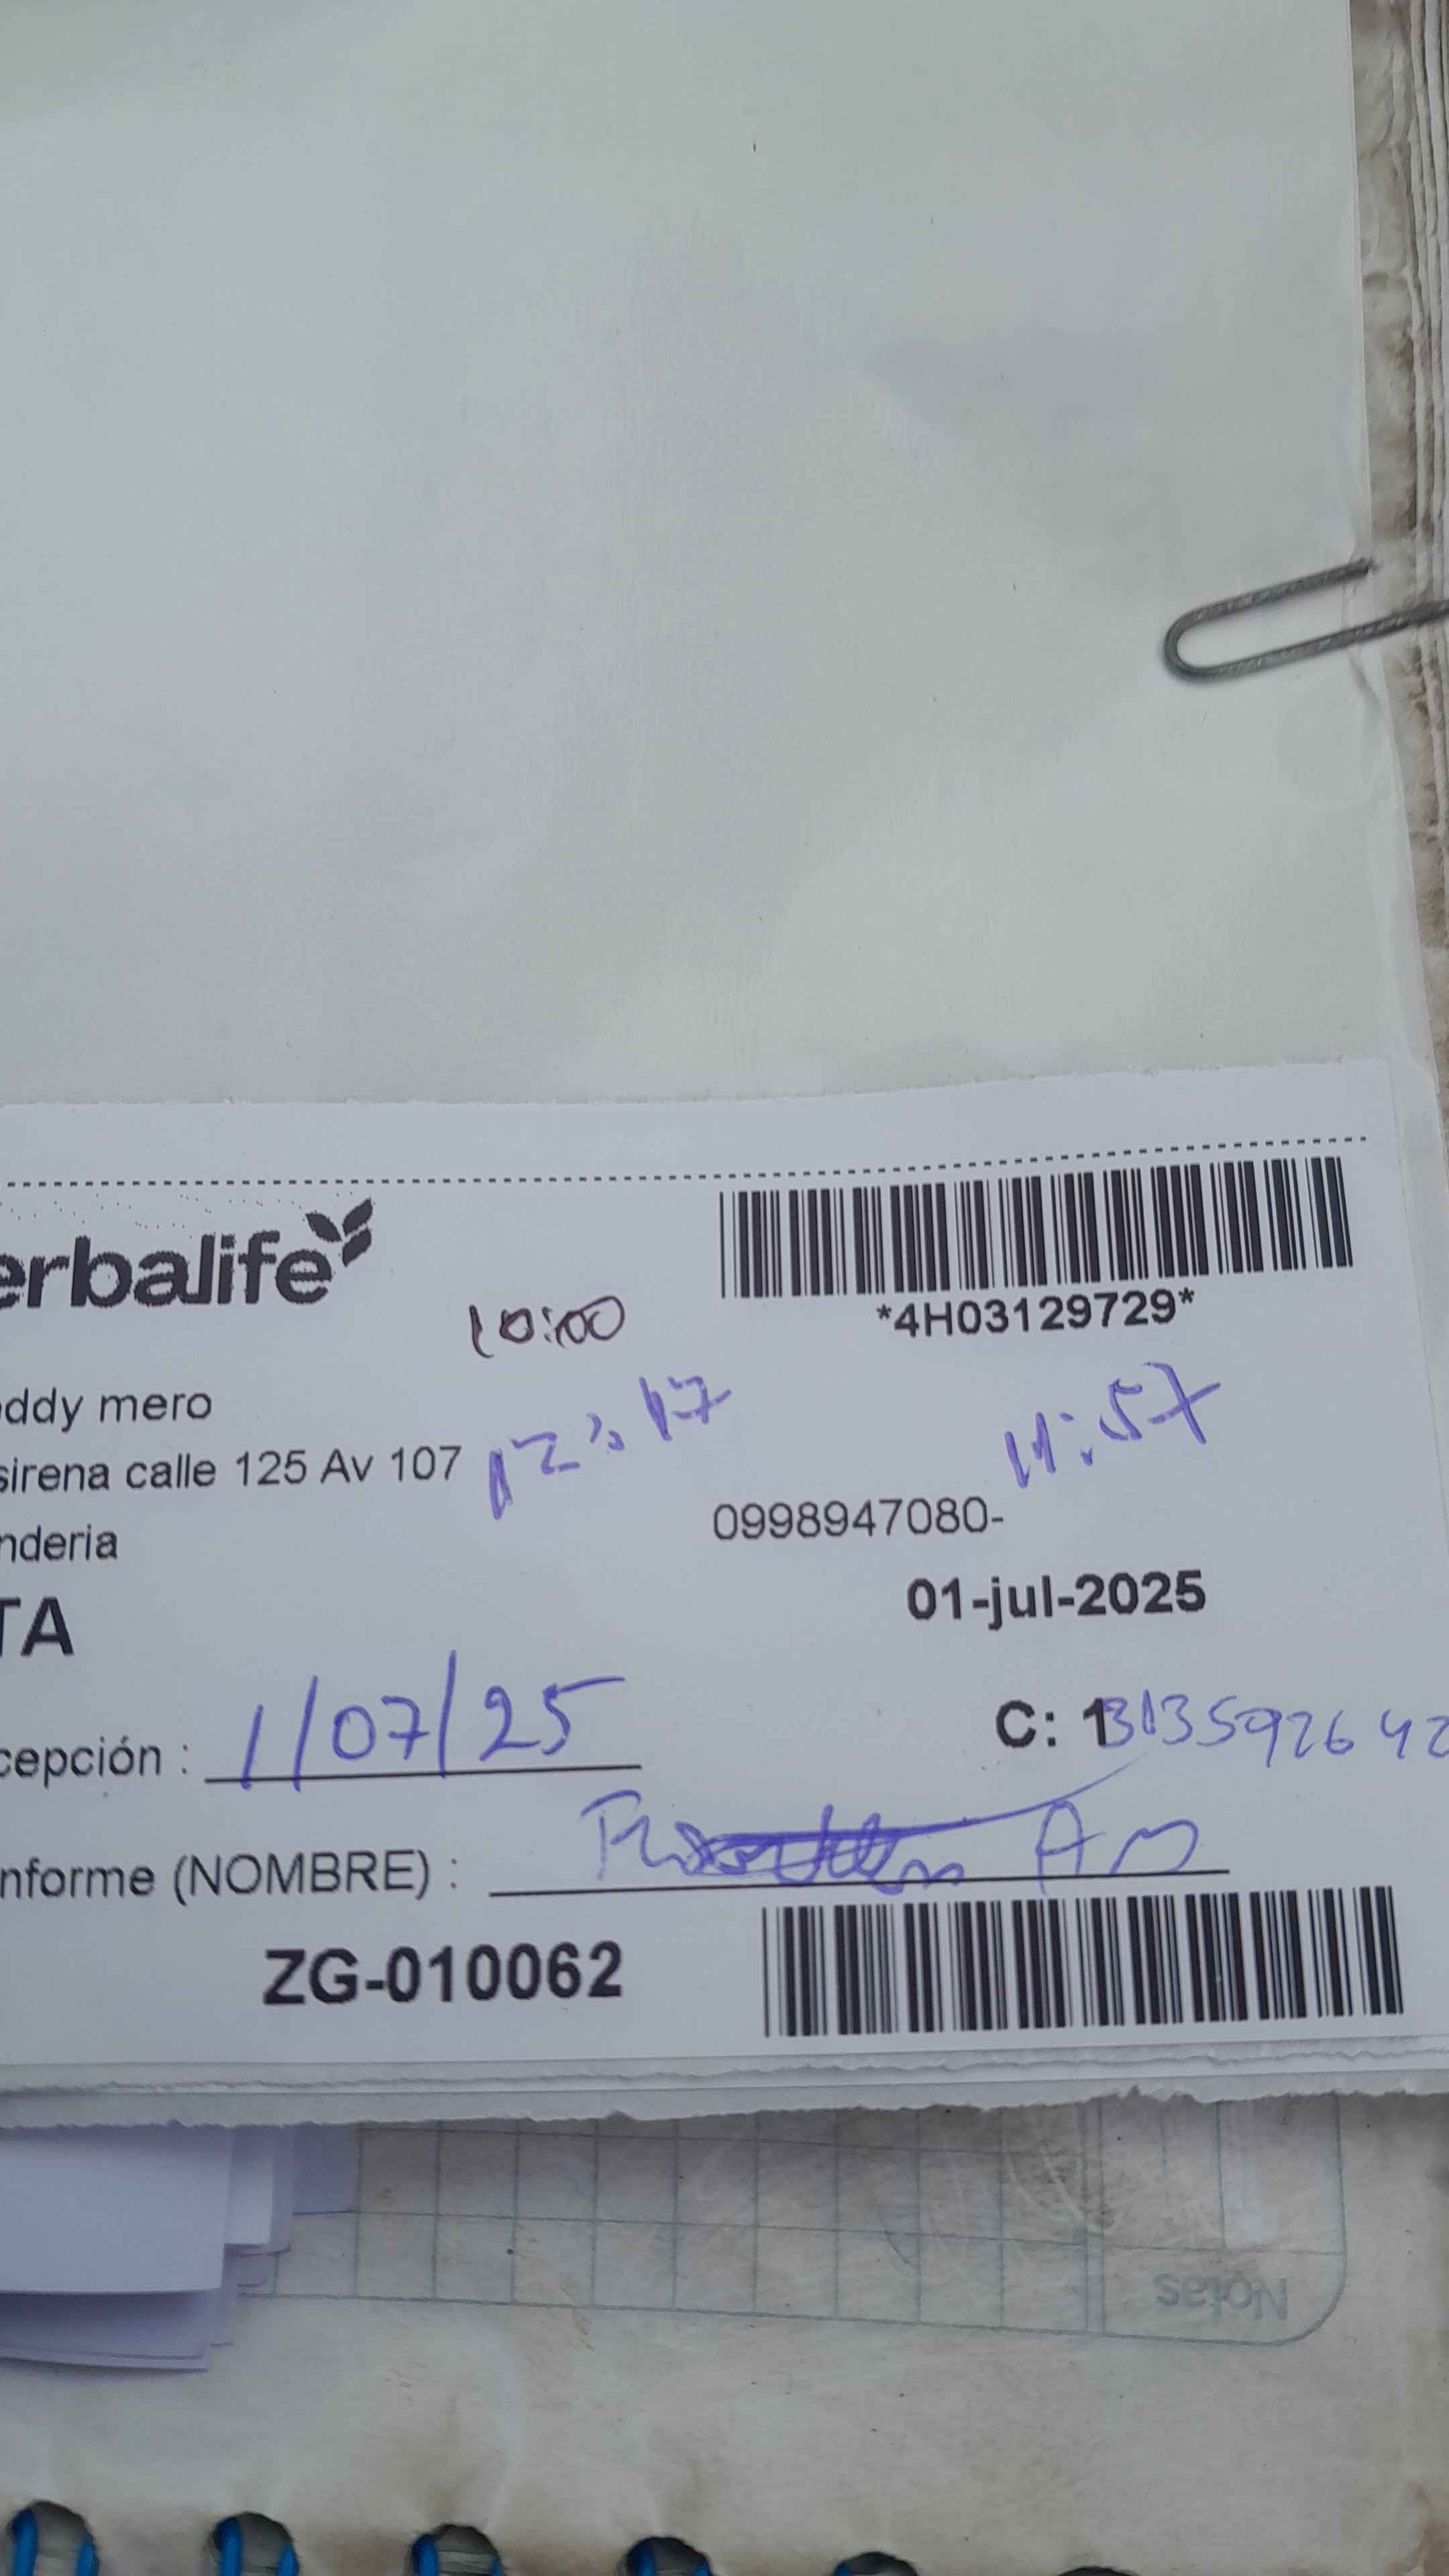 erbalife
*4H03129729*
10:00
ddy mero
12:17
11:57
sirena calle 125 Av 107
0998947080-
nderia
01-jul-2025
TA
cepción : 1/07/25
C: 1313592642
nforme (NOMBRE) :
ZG-010062
Notas